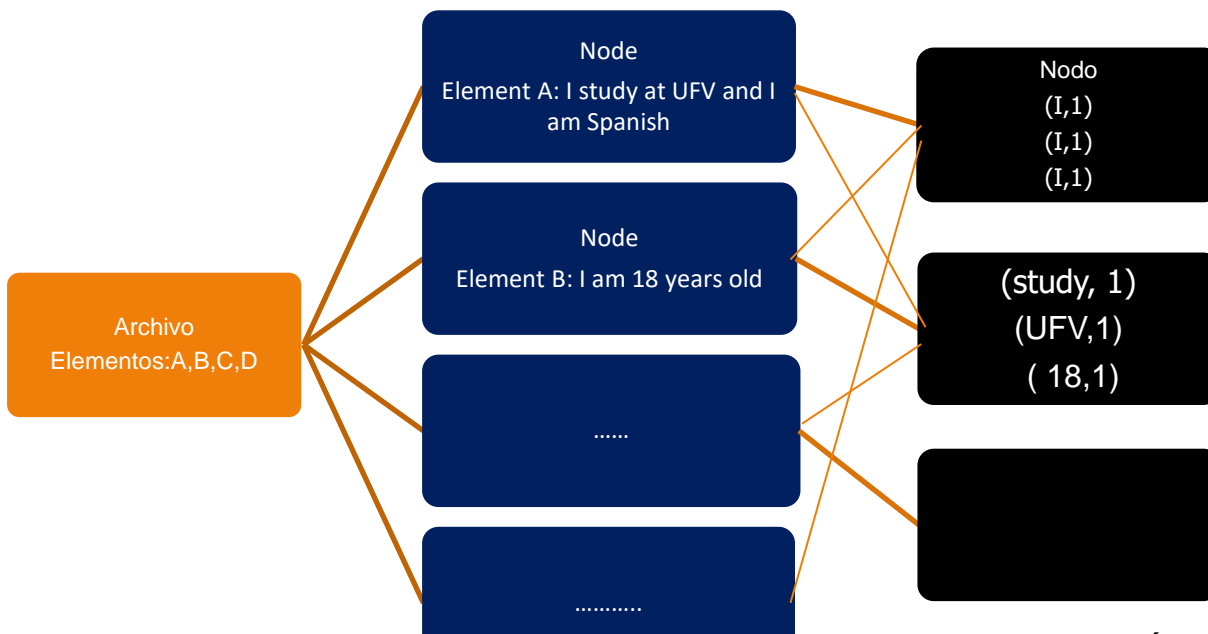 Archivo
Elementos:A,B,C,D
Node
Element A: I study at UFV and I
am Spanish
Node
Element B: I am 18 years old
......
...........
Nodo
(I,1)
(I,1)
(I,1)
(study, 1)
(UFV,1)
( 18,1)